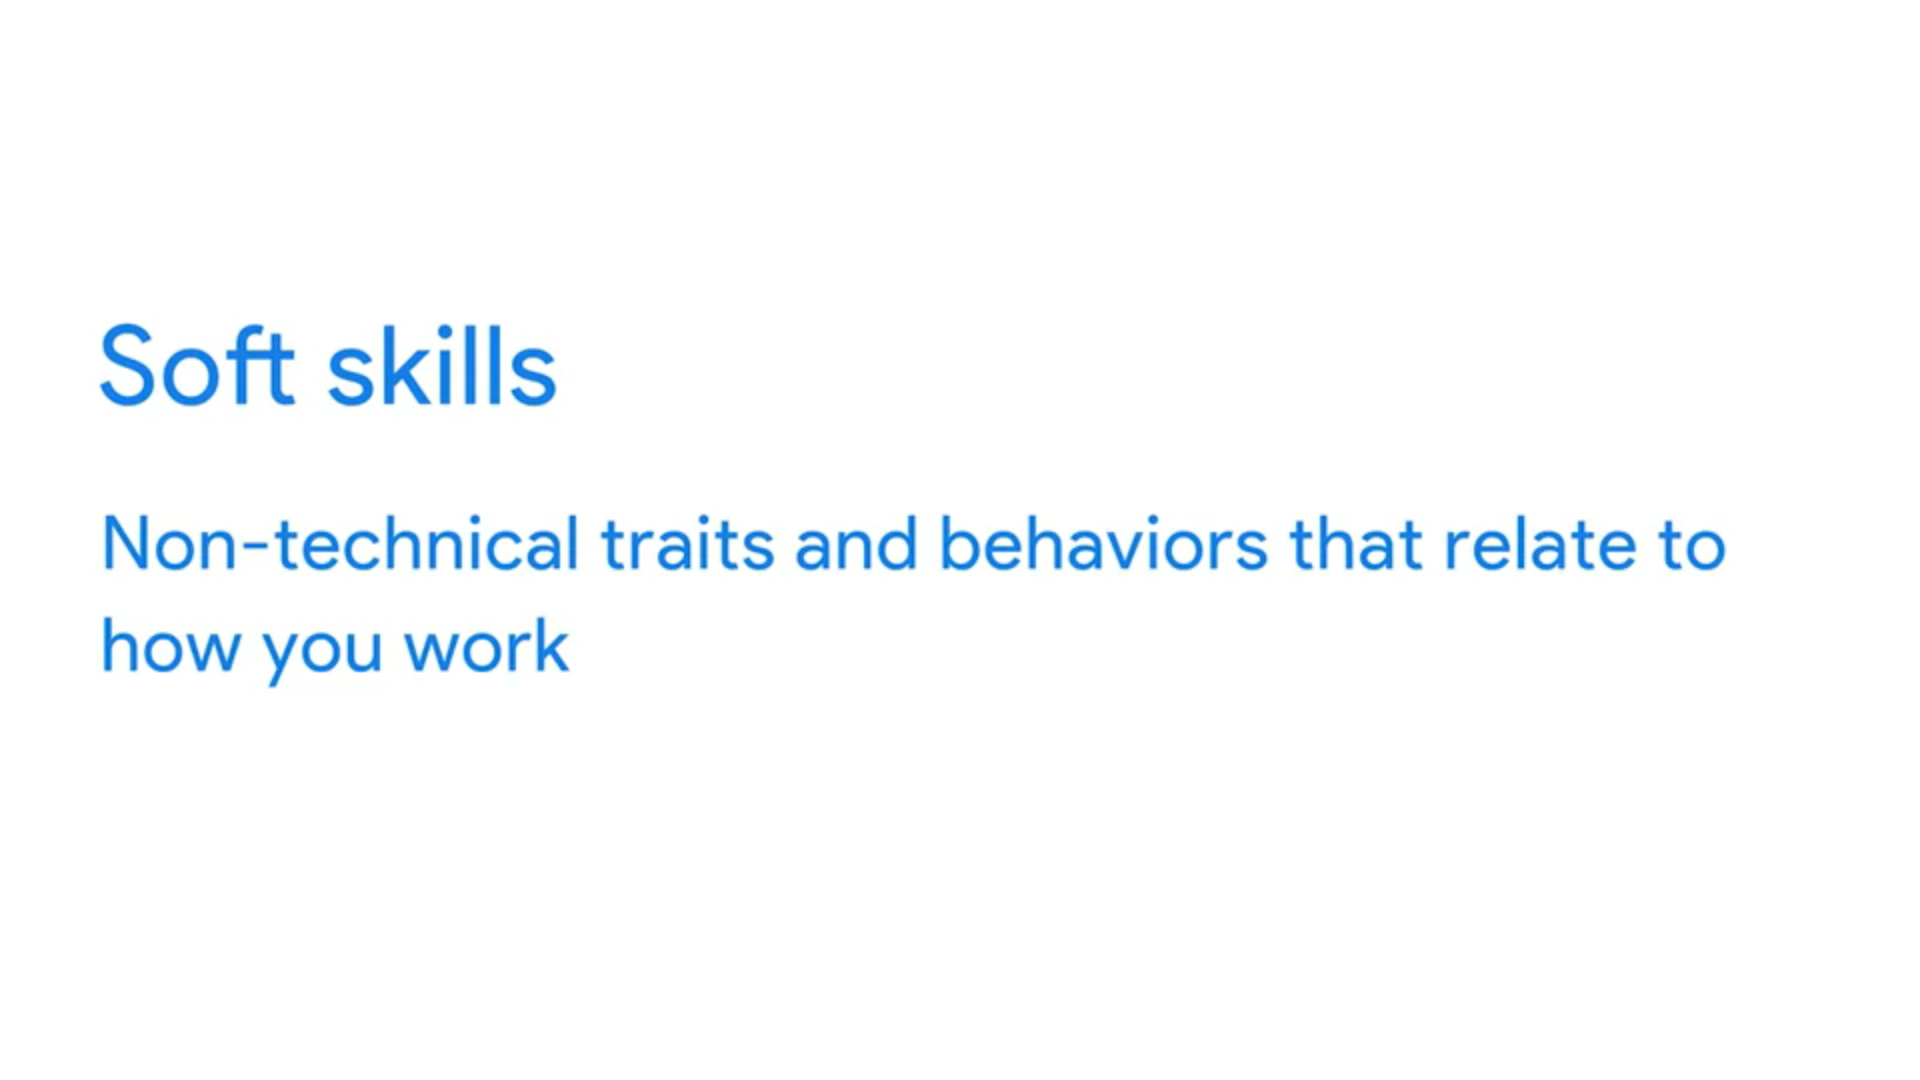 Soft skills
Non-technical traits and behaviors that relate to
how you work